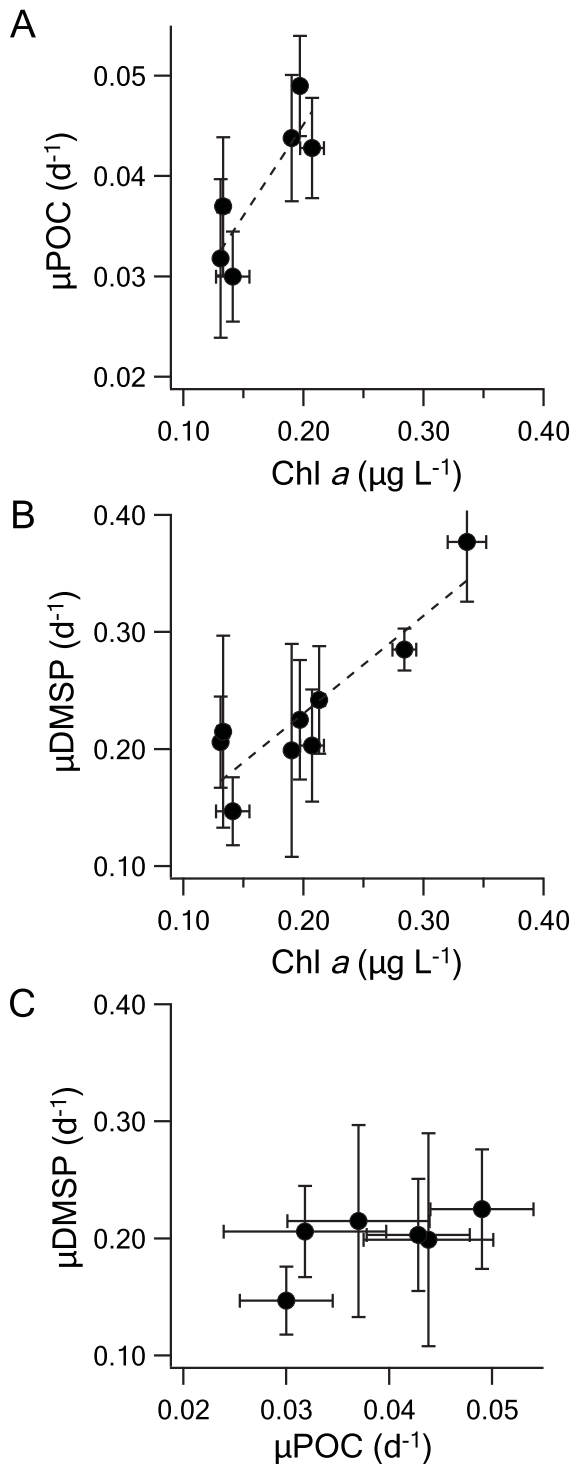 A
0.05
0.04
0.03
0.02
µPOC (d-1)
0.10 0.20 0.30 0.40
Chl a (µg L-1)
B
0.40
0.30
0.20
0.10
µDMSP (d-1)
0.10 0.20 0.30 0.40
Chl a (µg L-1)
C
0.40
0.30
0.20
0.10
µDMSP (d-1)
0.02 0.03 0.04 0.05
µPOC (d-1)